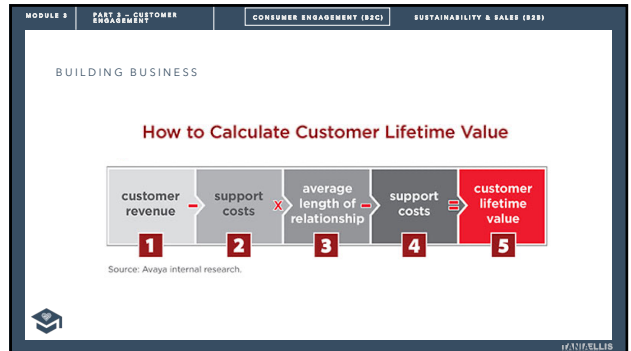 MODULE 3
PART 3 – CUSTOMER
ENGAGEMENT
CONSUMER ENGAGEMENT (B2C)
SUSTAINABILITY & SALES (B2B)
BUILDING BUSINESS
How to Calculate Customer Lifetime Value
customer
revenue
–
support
costs
x
average
length of
relationship
–
support
costs
=
customer
lifetime
value
1
2
3
4
5
Source: Avaya internal research.
TANIAELLIS